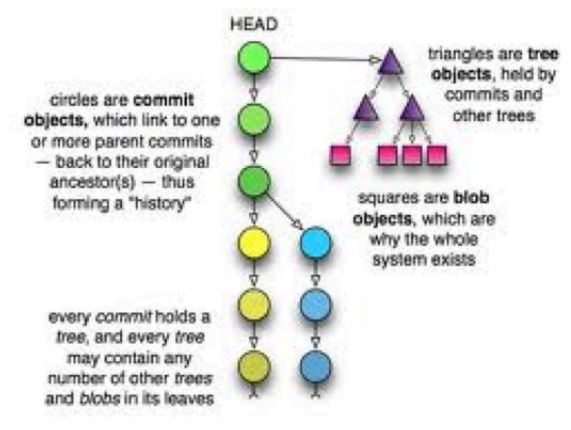 HEAD
triangles are tree
objects, held by
commits and
other trees
circles are commit
objects, which link to one
or more parent commits
— back to their original
ancestor(s) — thus
forming a "history"
squares are blob
objects, which are
why the whole
system exists
every commit holds a
tree, and every tree
may contain any
number of other trees
and blobs in its leaves